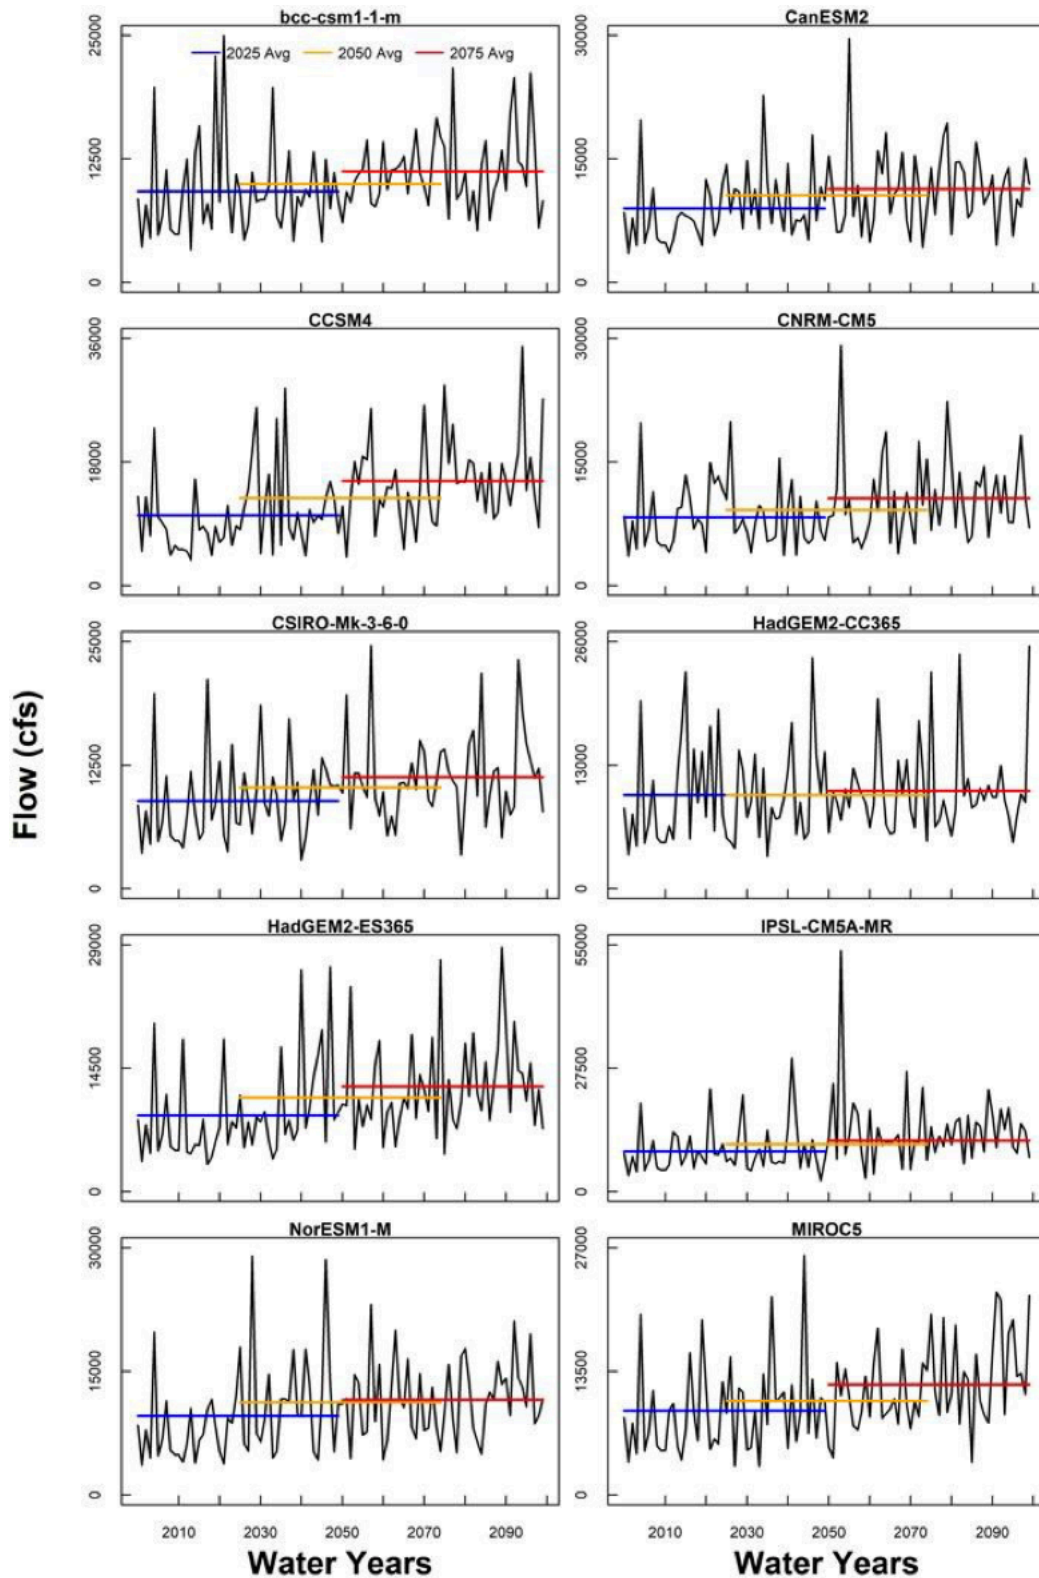 bcc-csm1-1-m
CanESM2
2025 Avg 2050 Avg 2075 Avg
25000
12500
0
30000
15000
0
CCSM4
CNRM-CM5
36000
18000
0
30000
15000
0
CSIRO-Mk-3-6-0
HadGEM2-CC365
25000
12500
0
26000
13000
0
Flow (cfs)
HadGEM2-ES365
IPSL-CM5A-MR
29000
14500
0
55000
27500
0
NorESM1-M
MIROC5
30000
15000
0
27000
13500
0
2010 2030 2050 2070 2090
2010 2030 2050 2070 2090
Water Years
Water Years